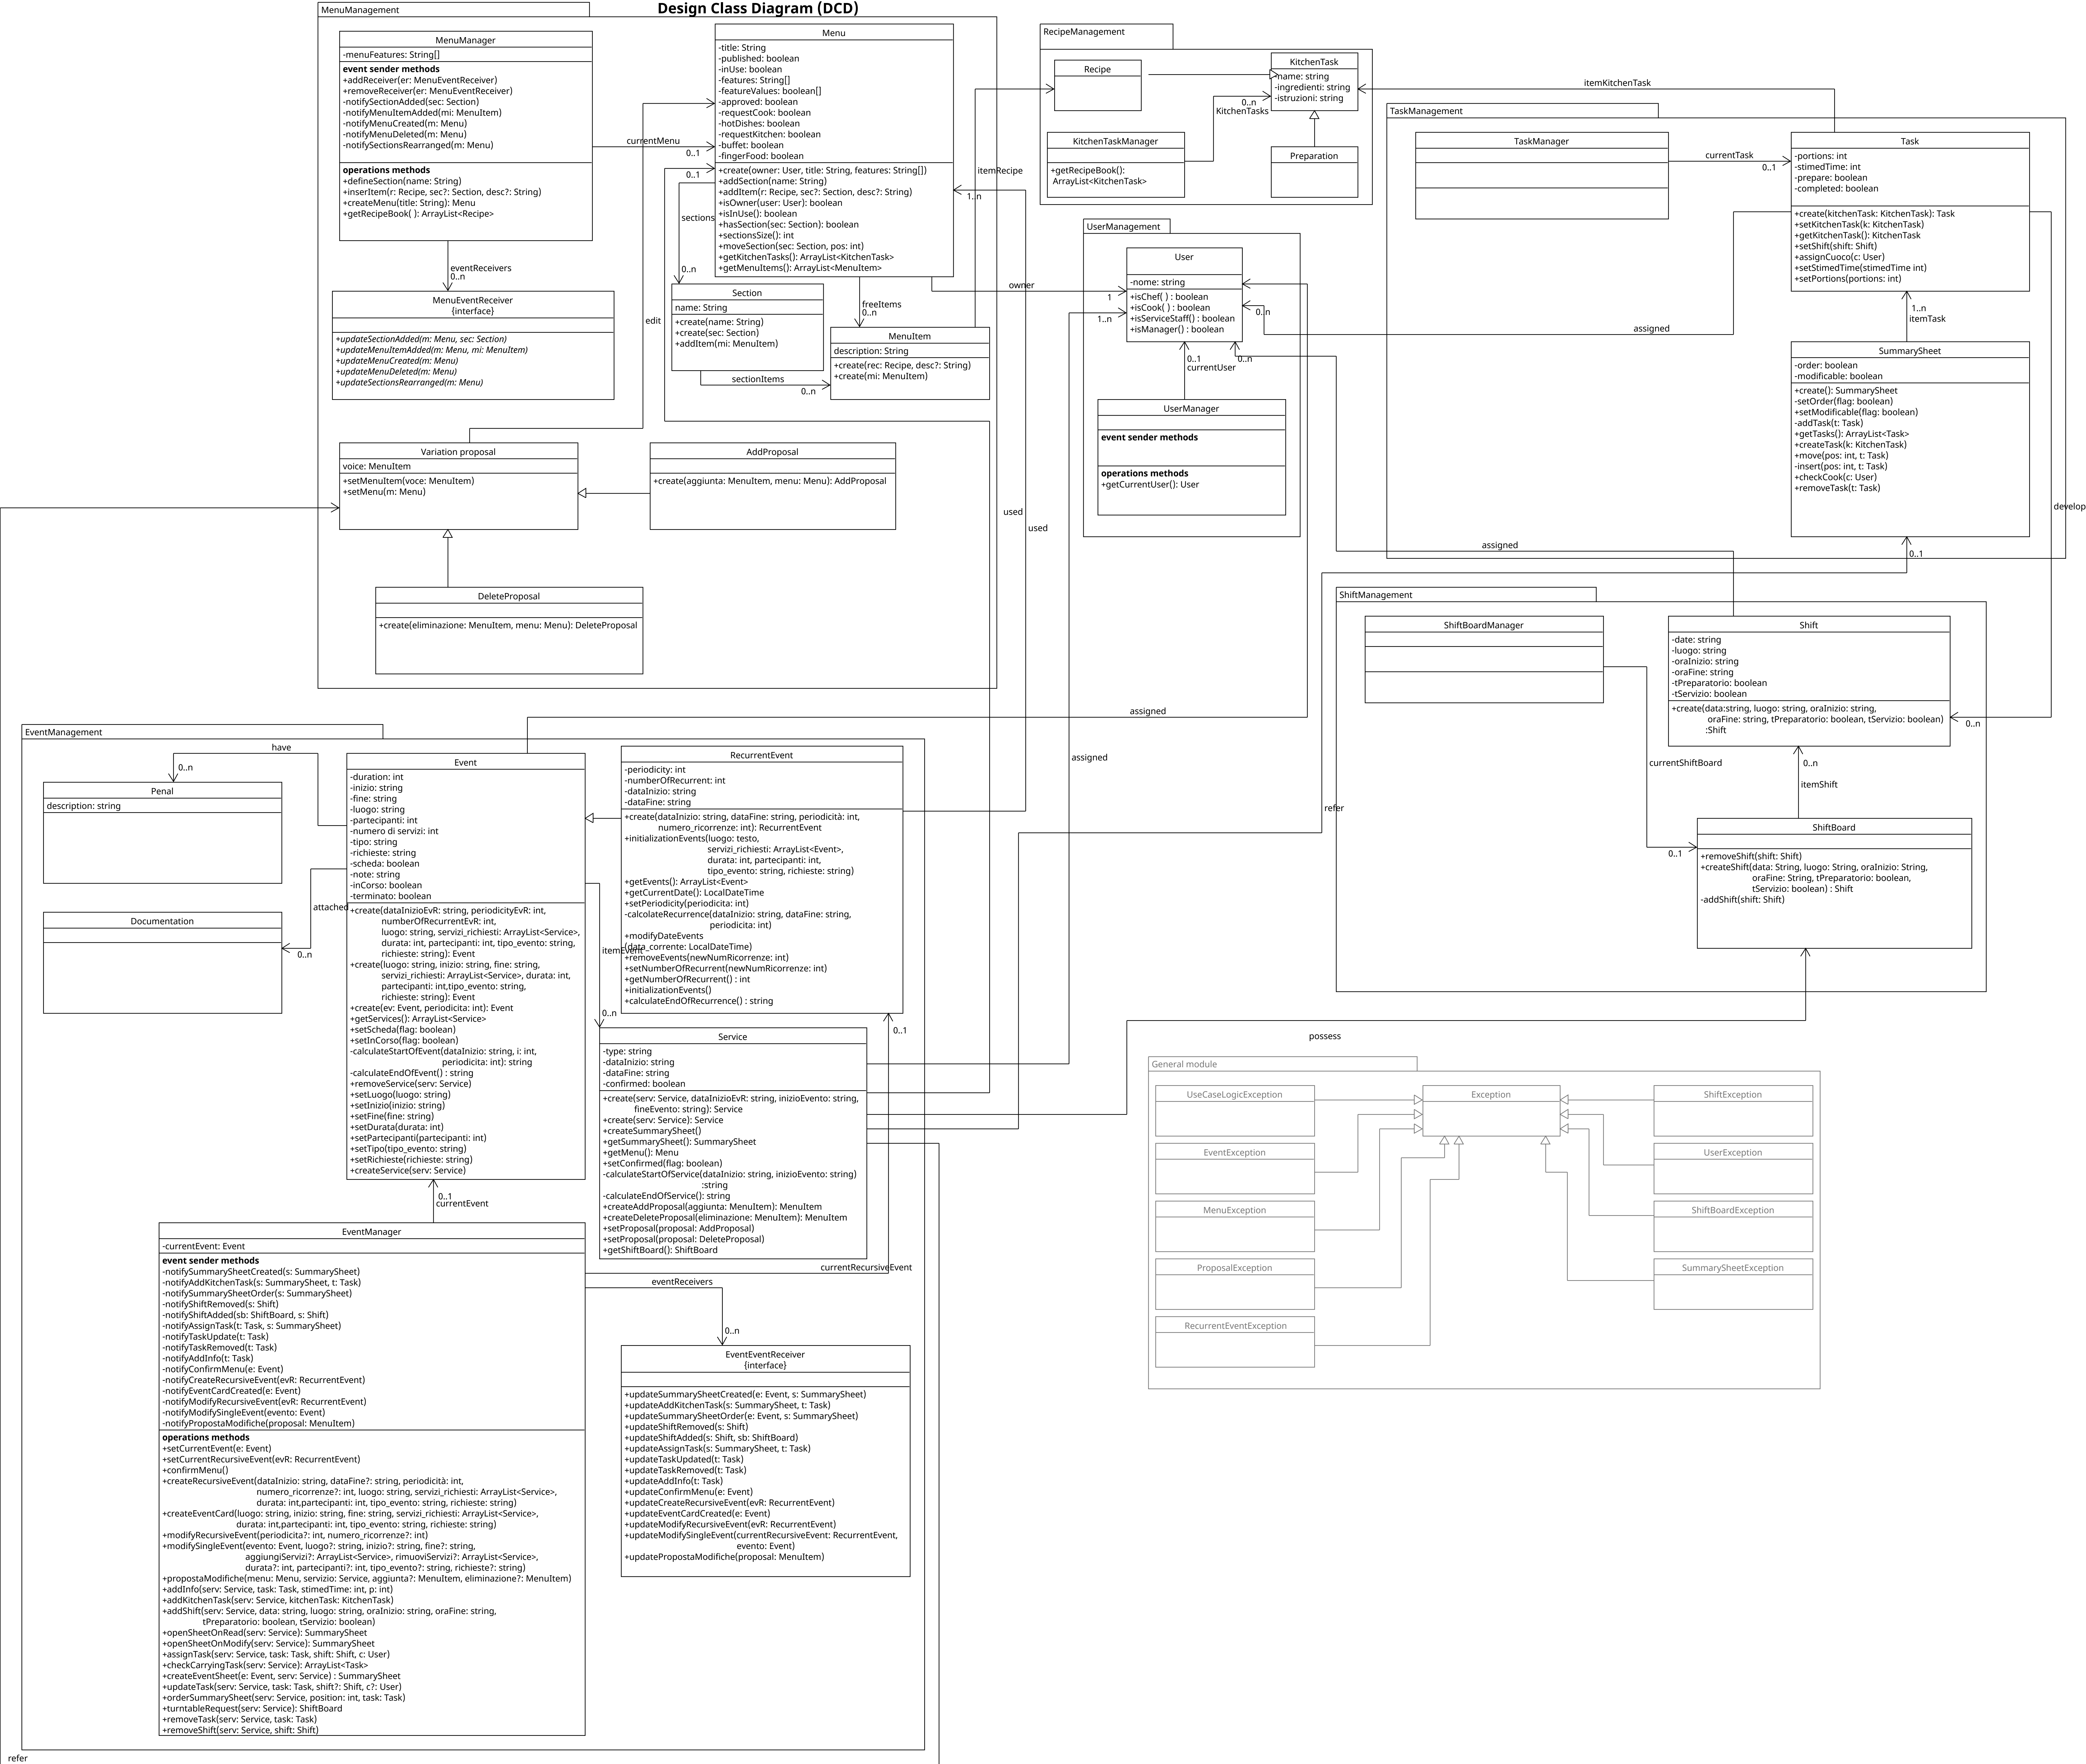 Design Class Diagram (DCD)
MenuManagement
MenuManager
-menuFeatures: String[]
event sender methods
+addReceiver(er: MenuEventReceiver)
+removeReceiver(er: MenuEventReceiver)
-notifySectionAdded(sec: Section)
-notifyMenuItemAdded(mi: MenuItem)
-notifyMenuCreated(m: Menu)
-notifyMenuDeleted(m: Menu)
-notifySectionsRearranged(m: Menu)
operations methods
+defineSection(name: String)
+inserItem(r: Recipe, sec?: Section, desc?: String)
+createMenu(title: String): Menu
+getRecipeBook( ): ArrayList<Recipe>
currentMenu
0..1
eventReceivers
0..n
MenuEventReceiver
{interface}
+updateSectionAdded(m: Menu, sec: Section)
+updateMenuItemAdded(m: Menu, mi: MenuItem)
+updateMenuCreated(m: Menu)
+updateMenuDeleted(m: Menu)
+updateSectionsRearranged(m: Menu)
Menu
-title: String
-published: boolean
-inUse: boolean
-features: String[]
-featureValues: boolean[]
-approved: boolean
-requestCook: boolean
-hotDishes: boolean
-requestKitchen: boolean
-buffet: boolean
-fingerFood: boolean
+create(owner: User, title: String, features: String[])
+addSection(name: String)
+addItem(r: Recipe, sec?: Section, desc?: String)
+isOwner(user: User): boolean
+isInUse(): boolean
+hasSection(sec: Section): boolean
+sectionsSize(): int
+moveSection(sec: Section, pos: int)
+getKitchenTasks(): ArrayList<KitchenTask>
+getMenuItems(): ArrayList<MenuItem>
0..1
sections
0..n
Section
name: String
+create(name: String)
+create(sec: Section)
+addItem(mi: MenuItem)
freeItems
0..n
MenuItem
description: String
+create(rec: Recipe, desc?: String)
+create(mi: MenuItem)
sectionItems
0..n
edit
itemRecipe
1..n
owner
1
used
used
Variation proposal
voice: MenuItem
+setMenuItem(voce: MenuItem)
+setMenu(m: Menu)
AddProposal
+create(aggiunta: MenuItem, menu: Menu): AddProposal
DeleteProposal
+create(eliminazione: MenuItem, menu: Menu): DeleteProposal
RecipeManagement
Recipe
KitchenTask
-name: string
-ingredienti: string
-istruzioni: string
0..n
KitchenTasks
KitchenTaskManager
+getRecipeBook():
ArrayList<KitchenTask>
Preparation
itemKitchenTask
UserManagement
User
-nome: string
+isChef( ) : boolean
+isCook( ) : boolean
+isServiceStaff() : boolean
+isManager() : boolean
1..n
0..n
0..n
0..1
currentUser
UserManager
event sender methods
operations methods
+getCurrentUser(): User
TaskManagement
TaskManager
currentTask
0..1
Task
-portions: int
-stimedTime: int
-prepare: boolean
-completed: boolean
+create(kitchenTask: KitchenTask): Task
+setKitchenTask(k: KitchenTask)
+getKitchenTask(): KitchenTask
+setShift(shift: Shift)
+assignCuoco(c: User)
+setStimedTime(stimedTime int)
+setPortions(portions: int)
1..n
itemTask
assigned
SummarySheet
-order: boolean
-modificable: boolean
+create(): SummarySheet
-setOrder(flag: boolean)
+setModificable(flag: boolean)
-addTask(t: Task)
+getTasks(): ArrayList<Task>
+createTask(k: KitchenTask)
+move(pos: int, t: Task)
-insert(pos: int, t: Task)
+checkCook(c: User)
+removeTask(t: Task)
0..1
develop
assigned
ShiftManagement
ShiftBoardManager
Shift
-date: string
-luogo: string
-oraInizio: string
-oraFine: string
-tPreparatorio: boolean
-tServizio: boolean
+create(data:string, luogo: string, oraInizio: string,
oraFine: string, tPreparatorio: boolean, tServizio: boolean)
:Shift
0..n
currentShiftBoard
0..n
itemShift
0..1
ShiftBoard
+removeShift(shift: Shift)
+createShift(data: String, luogo: String, oraInizio: String,
oraFine: String, tPreparatorio: boolean,
tServizio: boolean) : Shift
-addShift(shift: Shift)
assigned
assigned
refer
possess
EventManagement
have
0..n
Penal
description: string
attached
0..n
Documentation
Event
-duration: int
-inizio: string
-fine: string
-luogo: string
-partecipanti: int
-numero di servizi: int
-tipo: string
-richieste: string
-scheda: boolean
-note: string
-inCorso: boolean
-terminato: boolean
+create(dataInizioEvR: string, periodicityEvR: int,
numberOfRecurrentEvR: int,
luogo: string, servizi_richiesti: ArrayList<Service>,
durata: int, partecipanti: int, tipo_evento: string,
richieste: string): Event
+create(luogo: string, inizio: string, fine: string,
servizi_richiesti: ArrayList<Service>, durata: int,
partecipanti: int,tipo_evento: string,
richieste: string): Event
+create(ev: Event, periodicita: int): Event
+getServices(): ArrayList<Service>
+setScheda(flag: boolean)
+setInCorso(flag: boolean)
-calculateStartOfEvent(dataInizio: string, i: int,
periodicita: int): string
-calculateEndOfEvent() : string
+removeService(serv: Service)
+setLuogo(luogo: string)
+setInizio(inizio: string)
+setFine(fine: string)
+setDurata(durata: int)
+setPartecipanti(partecipanti: int)
+setTipo(tipo_evento: string)
+setRichieste(richieste: string)
+createService(serv: Service)
RecurrentEvent
-periodicity: int
-numberOfRecurrent: int
-dataInizio: string
-dataFine: string
+create(dataInizio: string, dataFine: string, periodicità: int,
numero_ricorrenze: int): RecurrentEvent
+initializationEvents(luogo: testo,
servizi_richiesti: ArrayList<Event>,
durata: int, partecipanti: int,
tipo_evento: string, richieste: string)
+getEvents(): ArrayList<Event>
+getCurrentDate(): LocalDateTime
+setPeriodicity(periodicita: int)
-calcolateRecurrence(dataInizio: string, dataFine: string,
periodicita: int)
+modifyDateEvents
(data_corrente: LocalDateTime)
+removeEvents(newNumRicorrenze: int)
+setNumberOfRecurrent(newNumRicorrenze: int)
+getNumberOfRecurrent() : int
+initializationEvents()
+calculateEndOfRecurrence() : string
itemEvent
0..n
0..1
Service
-type: string
-dataInizio: string
-dataFine: string
-confirmed: boolean
+create(serv: Service, dataInizioEvR: string, inizioEvento: string,
fineEvento: string): Service
+create(serv: Service): Service
+createSummarySheet()
+getSummarySheet(): SummarySheet
+getMenu(): Menu
+setConfirmed(flag: boolean)
-calculateStartOfService(dataInizio: string, inizioEvento: string)
:string
-calculateEndOfService(): string
+createAddProposal(aggiunta: MenuItem): MenuItem
+createDeleteProposal(eliminazione: MenuItem): MenuItem
+setProposal(proposal: AddProposal)
+setProposal(proposal: DeleteProposal)
+getShiftBoard(): ShiftBoard
0..1
currentEvent
currentRecursiveEvent
eventReceivers
0..n
EventManager
-currentEvent: Event
event sender methods
-notifySummarySheetCreated(s: SummarySheet)
-notifyAddKitchenTask(s: SummarySheet, t: Task)
-notifySummarySheetOrder(s: SummarySheet)
-notifyShiftRemoved(s: Shift)
-notifyShiftAdded(sb: ShiftBoard, s: Shift)
-notifyAssignTask(t: Task, s: SummarySheet)
-notifyTaskUpdate(t: Task)
-notifyTaskRemoved(t: Task)
-notifyAddInfo(t: Task)
-notifyConfirmMenu(e: Event)
-notifyCreateRecursiveEvent(evR: RecurrentEvent)
-notifyEventCardCreated(e: Event)
-notifyModifyRecursiveEvent(evR: RecurrentEvent)
-notifyModifySingleEvent(evento: Event)
-notifyPropostaModifiche(proposal: MenuItem)
operations methods
+setCurrentEvent(e: Event)
+setCurrentRecursiveEvent(evR: RecurrentEvent)
+confirmMenu()
+createRecursiveEvent(dataInizio: string, dataFine?: string, periodicità: int,
numero_ricorrenze?: int, luogo: string, servizi_richiesti: ArrayList<Service>,
durata: int,partecipanti: int, tipo_evento: string, richieste: string)
+createEventCard(luogo: string, inizio: string, fine: string, servizi_richiesti: ArrayList<Service>,
durata: int,partecipanti: int, tipo_evento: string, richieste: string)
+modifyRecursiveEvent(periodicita?: int, numero_ricorrenze?: int)
+modifySingleEvent(evento: Event, luogo?: string, inizio?: string, fine?: string,
aggiungiServizi?: ArrayList<Service>, rimuoviServizi?: ArrayList<Service>,
durata?: int, partecipanti?: int, tipo_evento?: string, richieste?: string)
+propostaModifiche(menu: Menu, servizio: Service, aggiunta?: MenuItem, eliminazione?: MenuItem)
+addInfo(serv: Service, task: Task, stimedTime: int, p: int)
+addKitchenTask(serv: Service, kitchenTask: KitchenTask)
+addShift(serv: Service, data: string, luogo: string, oraInizio: string, oraFine: string,
tPreparatorio: boolean, tServizio: boolean)
+openSheetOnRead(serv: Service): SummarySheet
+openSheetOnModify(serv: Service): SummarySheet
+assignTask(serv: Service, task: Task, shift: Shift, c: User)
+checkCarryingTask(serv: Service): ArrayList<Task>
+createEventSheet(e: Event, serv: Service) : SummarySheet
+updateTask(serv: Service, task: Task, shift?: Shift, c?: User)
+orderSummarySheet(serv: Service, position: int, task: Task)
+turntableRequest(serv: Service): ShiftBoard
+removeTask(serv: Service, task: Task)
+removeShift(serv: Service, shift: Shift)
EventEventReceiver
{interface}
+updateSummarySheetCreated(e: Event, s: SummarySheet)
+updateAddKitchenTask(s: SummarySheet, t: Task)
+updateSummarySheetOrder(e: Event, s: SummarySheet)
+updateShiftRemoved(s: Shift)
+updateShiftAdded(s: Shift, sb: ShiftBoard)
+updateAssignTask(s: SummarySheet, t: Task)
+updateTaskUpdated(t: Task)
+updateTaskRemoved(t: Task)
+updateAddInfo(t: Task)
+updateConfirmMenu(e: Event)
+updateCreateRecursiveEvent(evR: RecurrentEvent)
+updateEventCardCreated(e: Event)
+updateModifyRecursiveEvent(evR: RecurrentEvent)
+updateModifySingleEvent(currentRecursiveEvent: RecurrentEvent,
evento: Event)
+updatePropostaModifiche(proposal: MenuItem)
refer
General module
UseCaseLogicException
Exception
ShiftException
EventException
UserException
MenuException
ShiftBoardException
ProposalException
SummarySheetException
RecurrentEventException